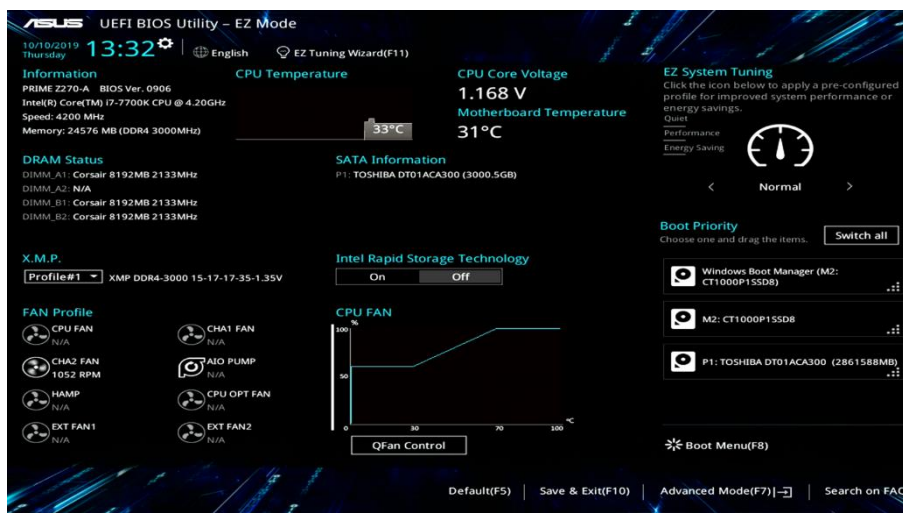 ASUS UEFI BIOS Utility – EZ Mode
10/10/2019
Thursday
13:32
English
EZ Tuning Wizard(F11)
Information
PRIME Z270-A BIOS Ver. 0906
Intel(R) Core(TM) i7-7700K CPU @ 4.20GHz
Speed: 4200 MHz
Memory: 24576 MB (DDR4 3000MHz)
CPU Temperature
33°C
CPU Core Voltage
1.168 V
Motherboard Temperature
31°C
EZ System Tuning
Click the icon below to apply a pre-configured
profile for improved system performance or
energy savings.
Quiet
Performance
Energy Saving
< Normal >
DRAM Status
DIMM_A1: Corsair 8192MB 2133MHz
DIMM_A2: N/A
DIMM_B1: Corsair 8192MB 2133MHz
DIMM_B2: Corsair 8192MB 2133MHz
SATA Information
P1: TOSHIBA DT01ACA300 (3000.5GB)
X.M.P.
Profile#1 XMP DDR4-3000 15-17-17-35-1.35V
Intel Rapid Storage Technology
On Off
Boot Priority
Choose one and drag the items.
Switch all
Windows Boot Manager (M2:
CT1000P1SSD8)
M2: CT1000P1SSD8
P1: TOSHIBA DT01ACA300 (2861588MB)
Boot Menu(F8)
FAN Profile
CPU FAN
N/A
CHA1 FAN
N/A
CHA2 FAN
1052 RPM
AIO PUMP
N/A
HAMP
N/A
CPU OPT FAN
N/A
EXT FAN1
N/A
EXT FAN2
N/A
CPU FAN
%
100
50
0 30 70 100
°C
QFan Control
Default(F5) | Save & Exit(F10) | Advanced Mode(F7) | Search on FAQ